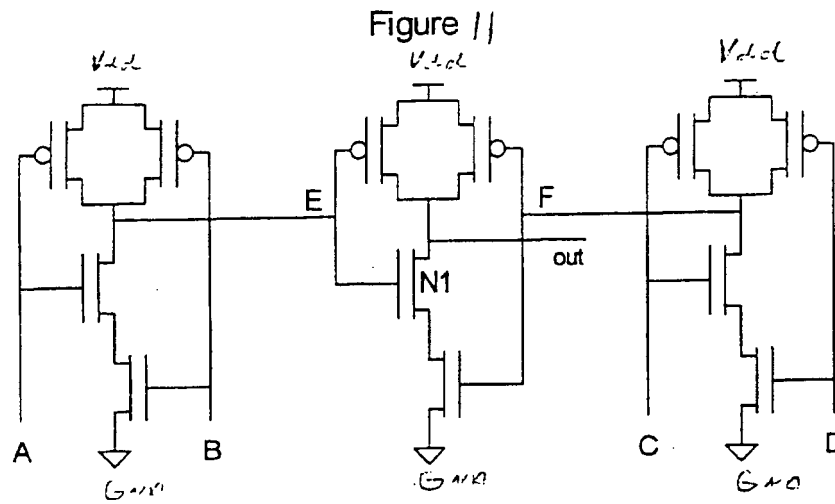 Figure 11
Vdd Vdd Vdd
E F
out
N1
A B C D
Gnd Gnd Gnd